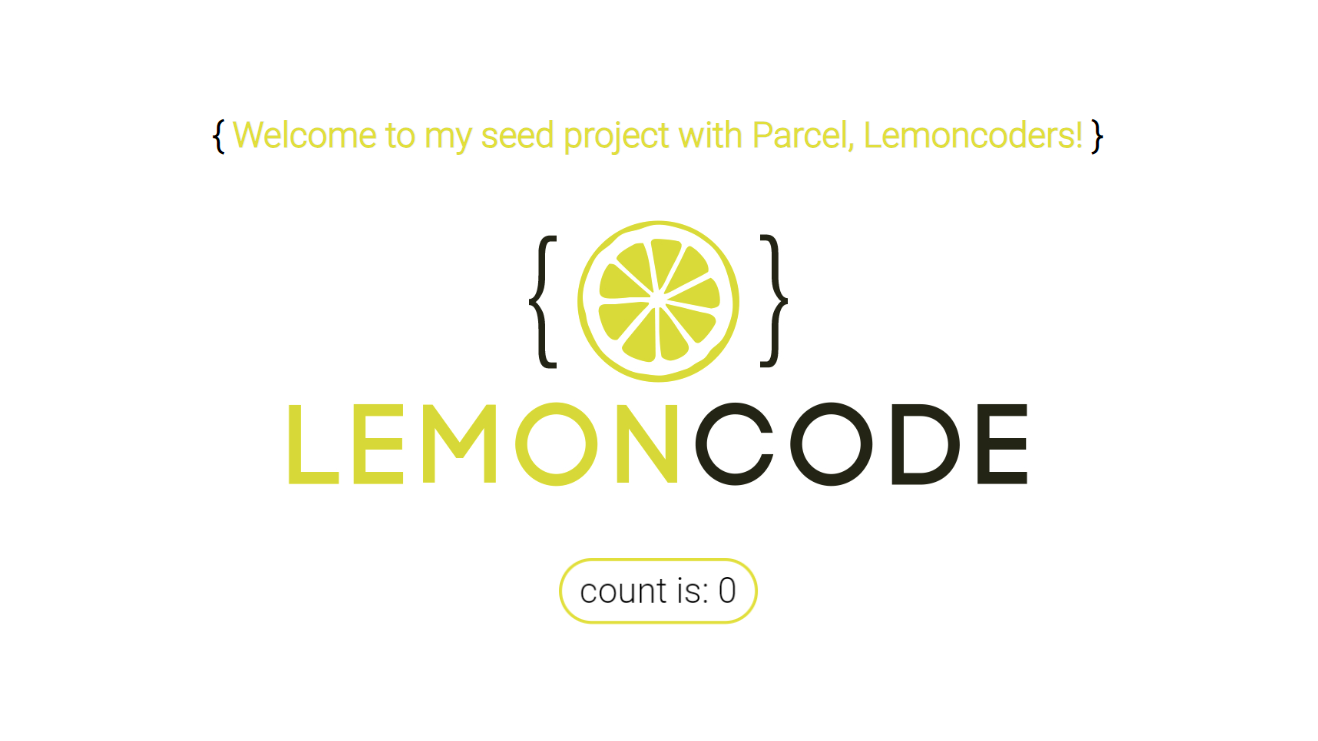 { Welcome to my seed project with Parcel, Lemoncoders! }
{ }
LEMONCODE
count is: 0